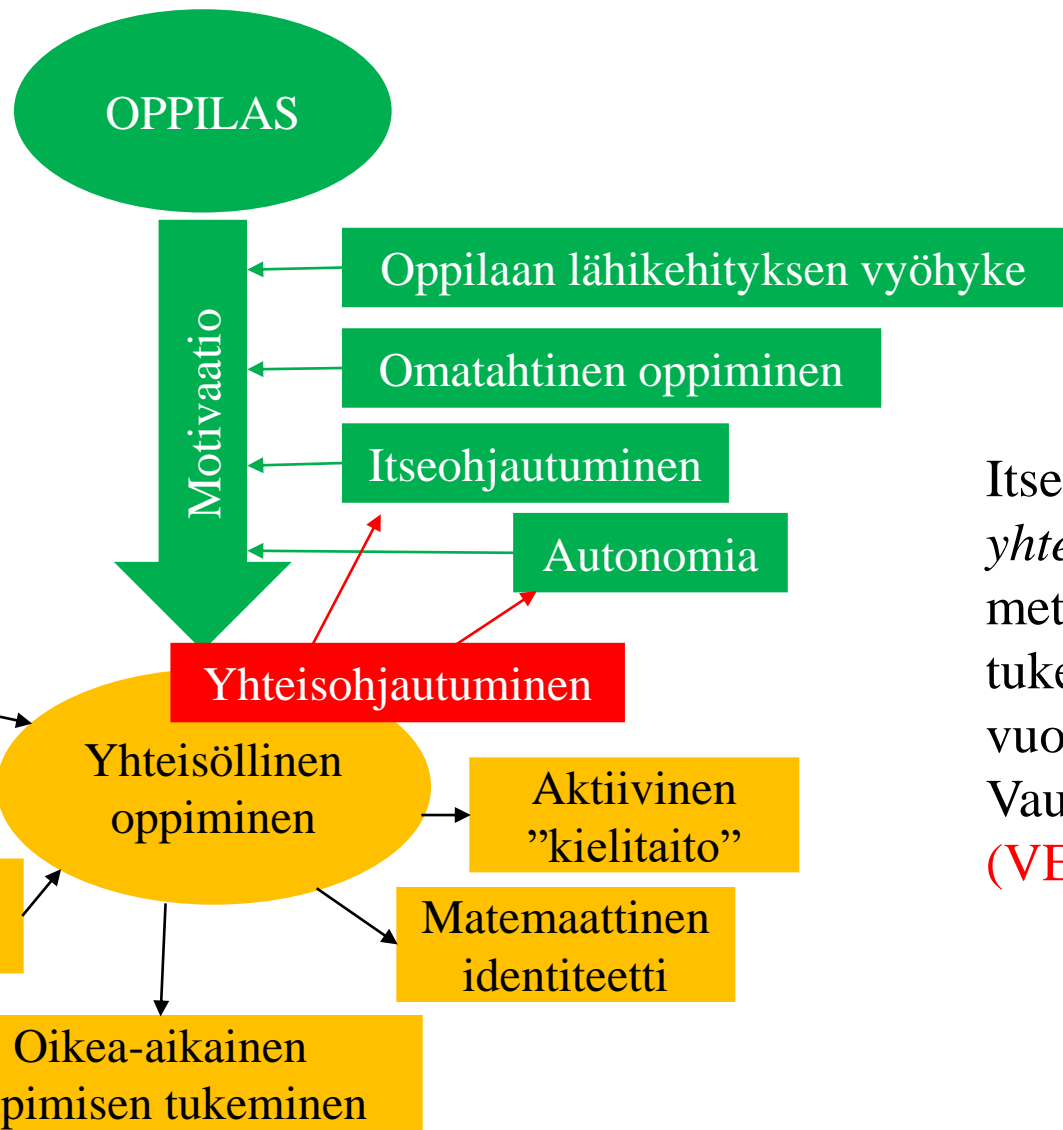 OPPILAS
Motivaatio
Oppilaan lähikehityksen vyöhyke
Omatahtinen oppiminen
Itseohjautuminen
Autonomia
Yhteisohjautuminen
Yhteisöllinen
oppiminen
Aktiivinen
”kielitaito”
Matemaattinen
identiteetti
Oikea-aikainen
pimisen tukeminen
Itse
yhte
met
tuke
vuo
Vau
(VE